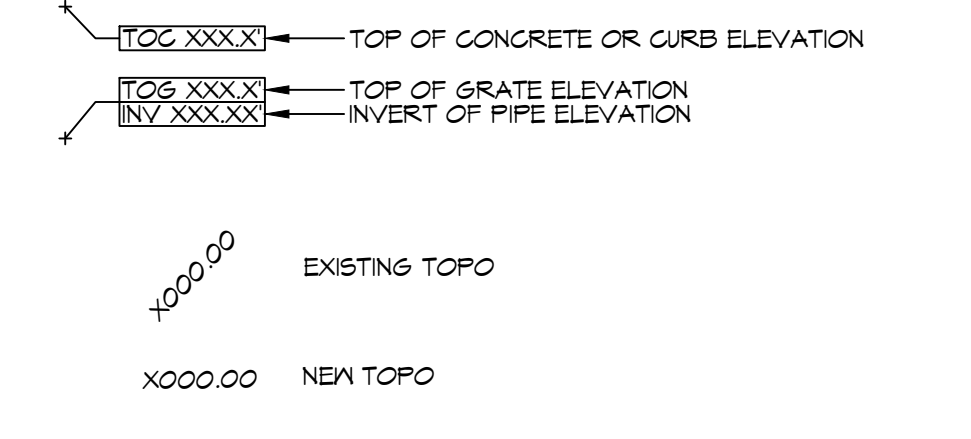 TOC XXX.X' TOP OF CONCRETE OR CURB ELEVATION
TOG XXX.X' TOP OF GRATE ELEVATION
INV XXX.XX' INVERT OF PIPE ELEVATION
X000.00 EXISTING TOPO
X000.00 NEW TOPO